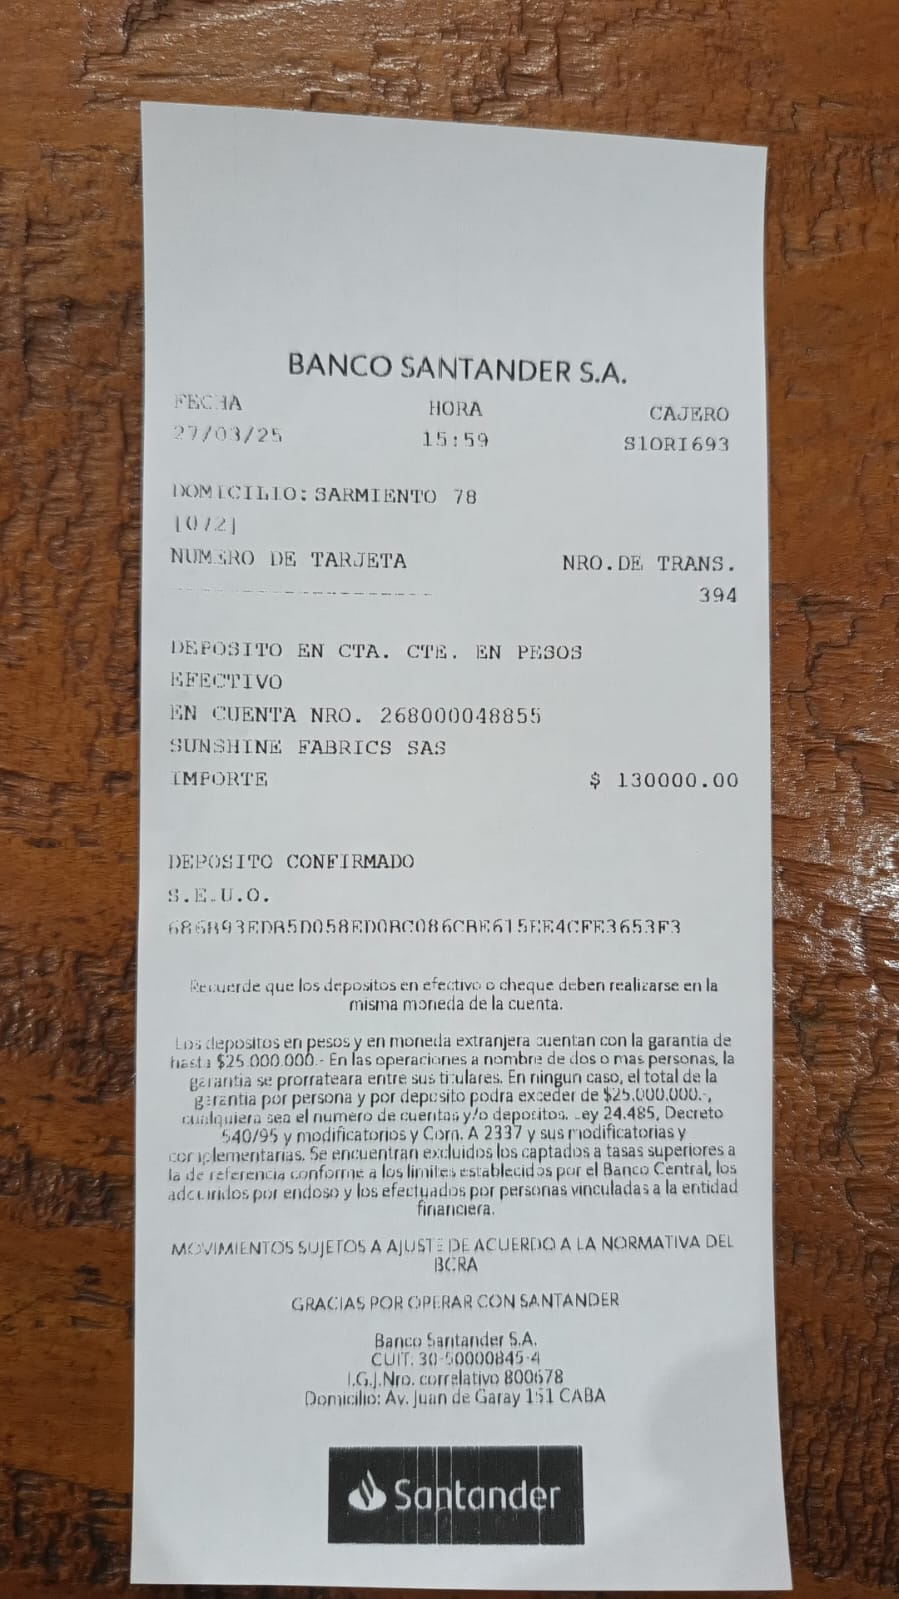 BANCO SANTANDER S.A.
FECHA HORA CAJERO
27/03/25 15:59 S1ORI693
DOMICILIO: SARMIENTO 78
[072]
NUMERO DE TARJETA NRO.DE TRANS.
394
DEPOSITO EN CTA. CTE. EN PESOS
EFECTIVO
EN CUENTA NRO. 268000048855
SUNSHINE FABRICS SAS
IMPORTE $ 130000.00
DEPOSITO CONFIRMADO
S.E.U.O.
Recuerde que los depositos en efectivo o cheque deben realizarse en la
misma moneda de la cuenta.
Los depositos en pesos y en moneda extranjera cuentan con la garantia de
hasta $25.000.000.- En las operaciones a nombre de dos o mas personas, la
garantia se prorrateara entre sus titulares. En ningun caso, el total de la
garantia por persona y por deposito podra exceder de $25.000.000.-,
cualquiera sea el numero de cuentas y/o depositos. Ley 24.485, Decreto
540/95 y modificatorios y Com. A 2337 y sus modificatorias y
complementarias. Se encuentran excluidos los captados a tasas superiores a
la de referencia conforme a los limites establecidos por el Banco Central, los
adquiridos por endoso y los efectuados por personas vinculadas a la entidad
financiera.
MOVIMIENTOS SUJETOS A AJUSTE DE ACUERDO A LA NORMATIVA DEL
BCRA
GRACIAS POR OPERAR CON SANTANDER
Banco Santander S.A.
CUIT: 30-50000845-4
I.G.J.Nro. correlativo 800678
Domicilio: Av. Juan de Garay 151 CABA
Santander